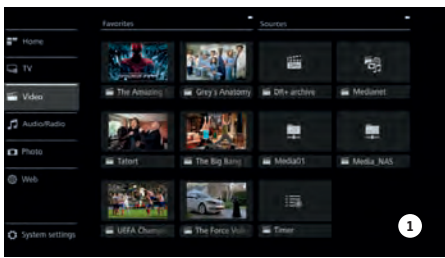 Favorites
Sources
Home
TV
Video
Audio/Radio
Photo
Web
System settings
The Amazing
Grey's Anatomy
DR+ archive
Medianet
Tatort
The Big Bang
Media01
Media_NAS
UEFA Champ
The Force
Timer
1